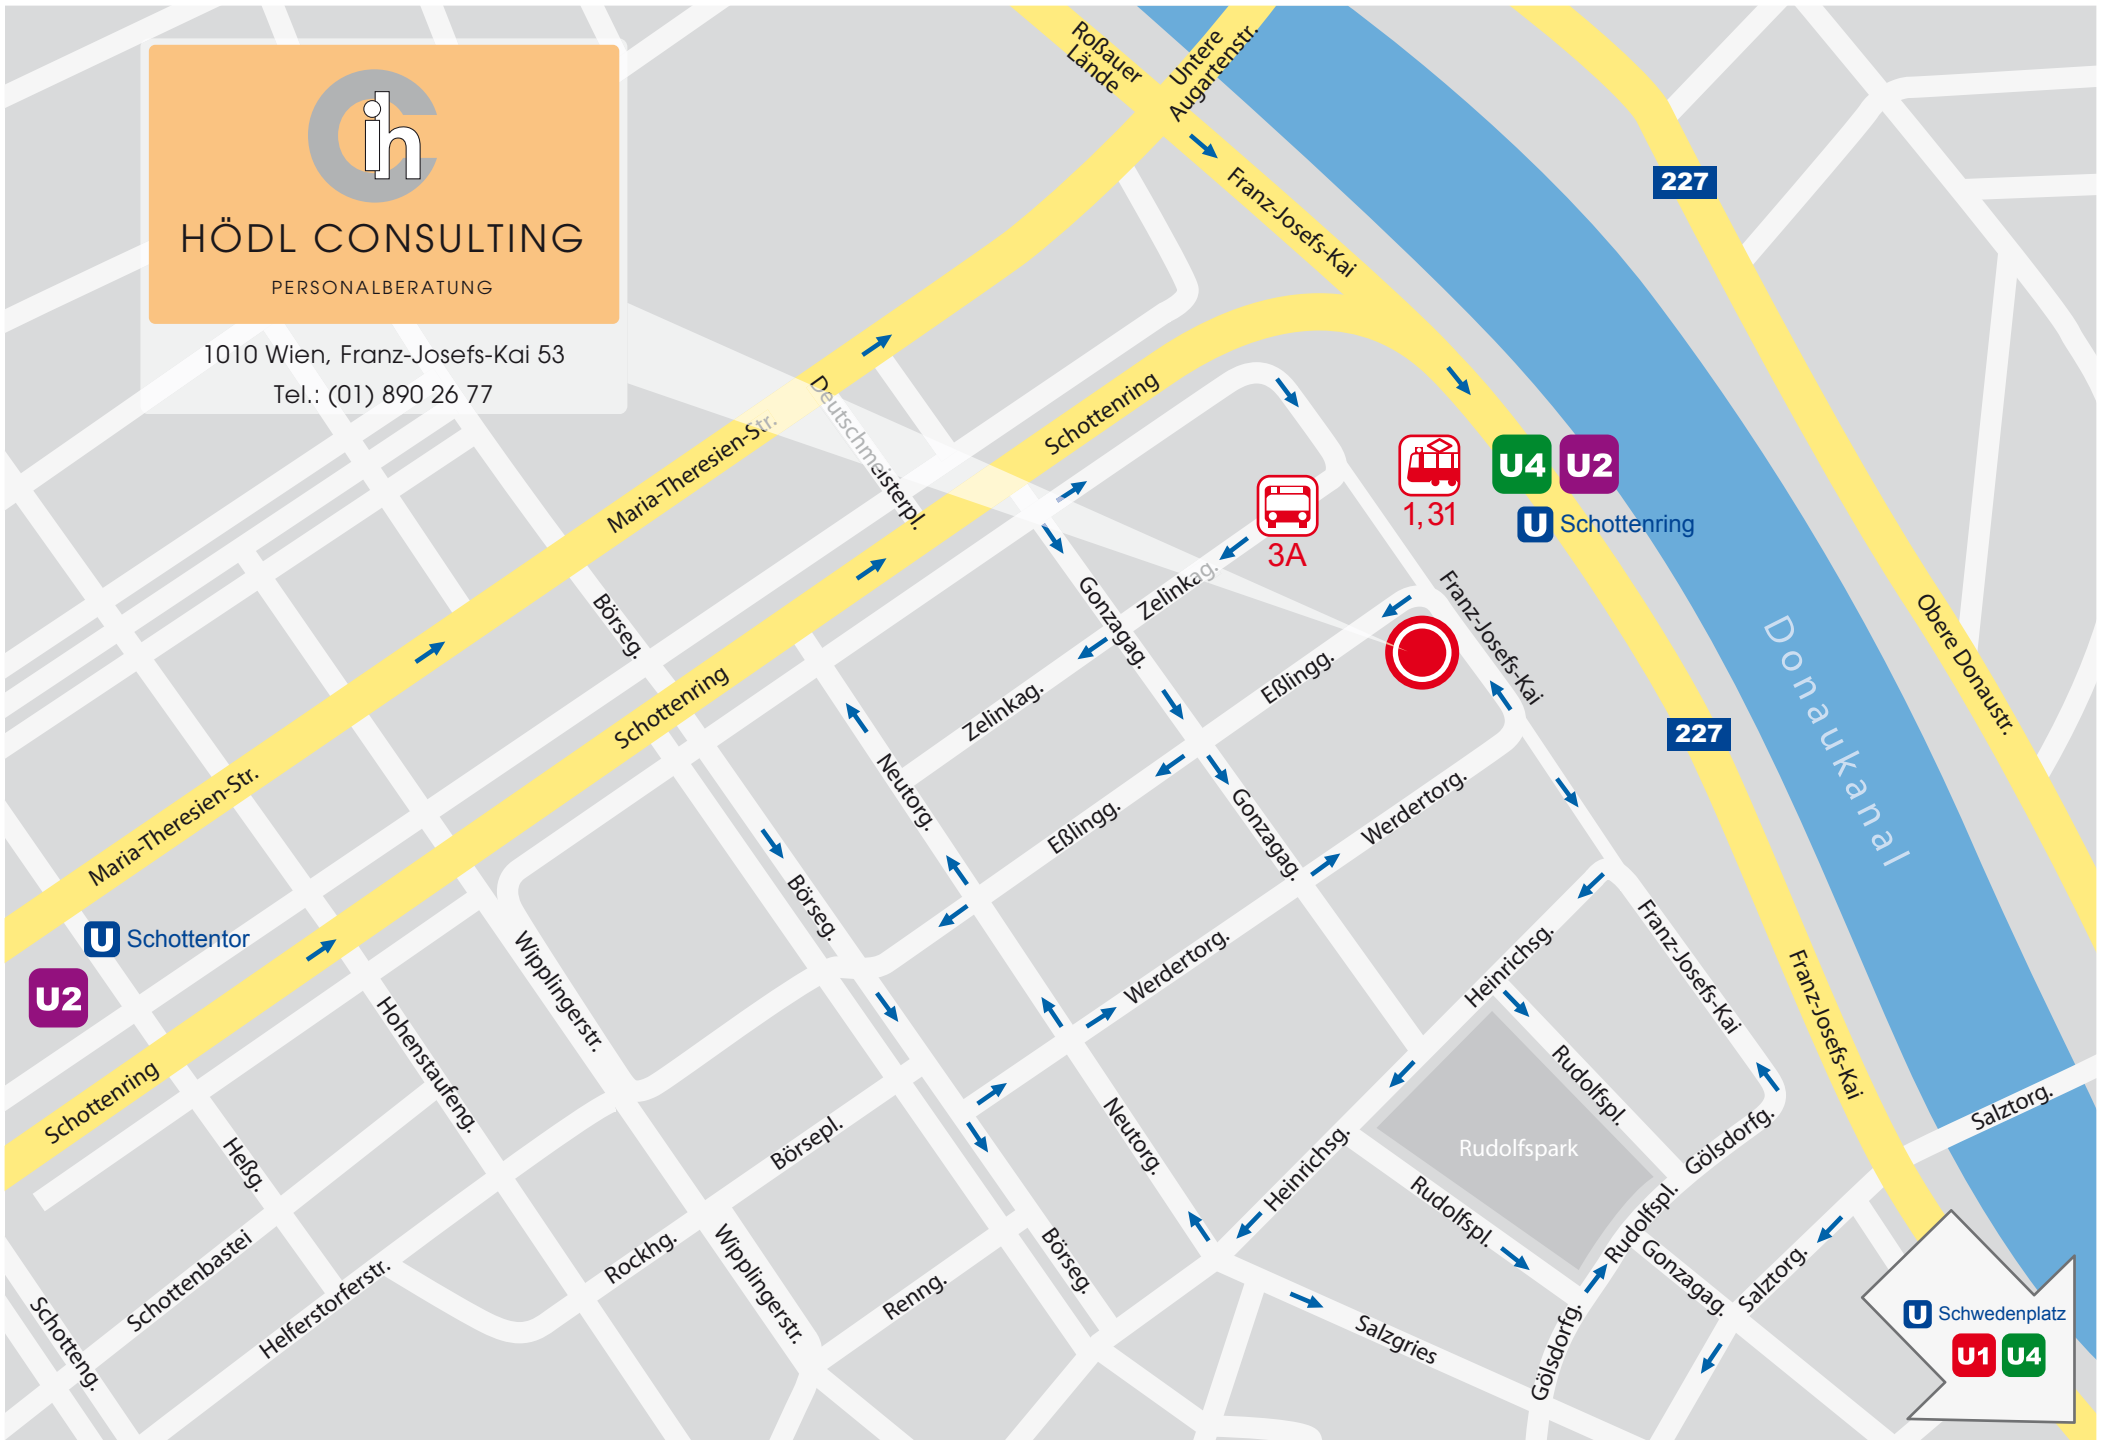 ih
HÖDL CONSULTING
PERSONALBERATUNG
1010 Wien, Franz-Josefs-Kai 53
Tel.: (01) 890 26 77
Roßauer
Lände
Untere
Augartenstr.
Franz-Josefs-Kai
227
Deutschmeisterpl.
Maria-Theresien-Str.
Schottenring
1, 31
3A
U4
U2
U Schottenring
Zelinkag.
Gonzagag.
Franz-Josefs-Kai
Börseg.
Eßlingg.
Obere Donaustr.
Donaukanal
Schottenring
Zelinkag.
227
Maria-Theresien-Str.
Neutorg.
Eßlingg.
Gonzagag.
Werdertorg.
Börseg.
U Schottentor
U2
Wipplingerstr.
Werdertorg.
Heinrichsg.
Franz-Josefs-Kai
Franz-Josefs-Kai
Hohenstaufeng.
Schottenring
Rudolfspl.
Salztorg.
Heßg.
Börsepl.
Neutorg.
Heinrichsg.
Rudolfspark
Gölsdorfg.
Rudolfspl.
Rudolfspl.
Schottenbastei
Helferstorferstr.
Rockhg.
Wipplingerstr.
Renng.
Börseg.
Gonzagag.
Salztorg.
Schotteng.
Salzgries
Gölsdorfg.
U Schwedenplatz
U1 U4